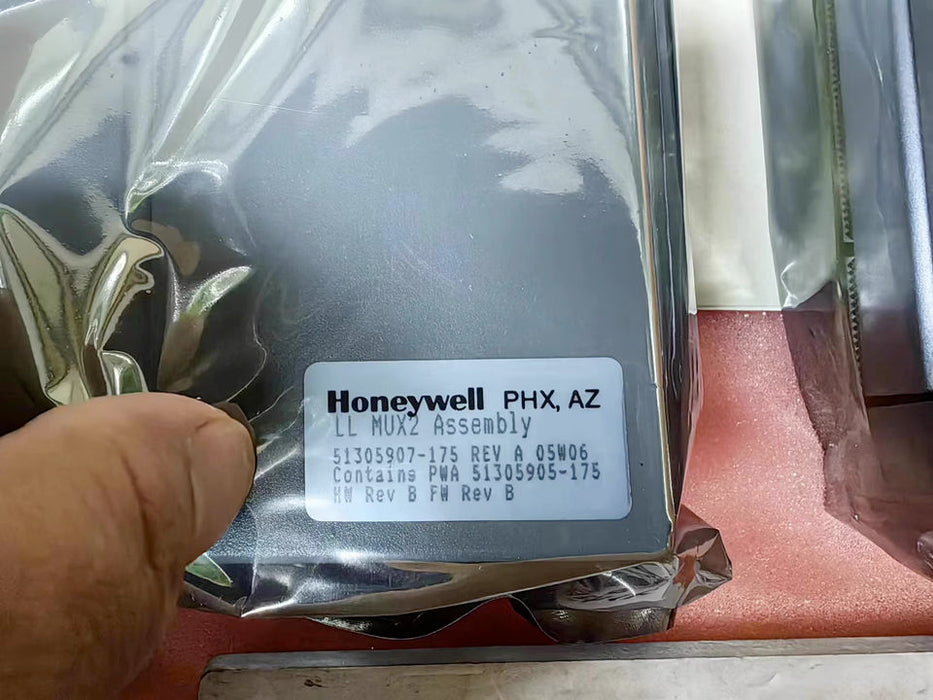 Honeywell PHX, AZ
LL MUX2 Assembly
51305907-175 REV A 05W06
Contains PWA 51305905-175
HW Rev B FW Rev B